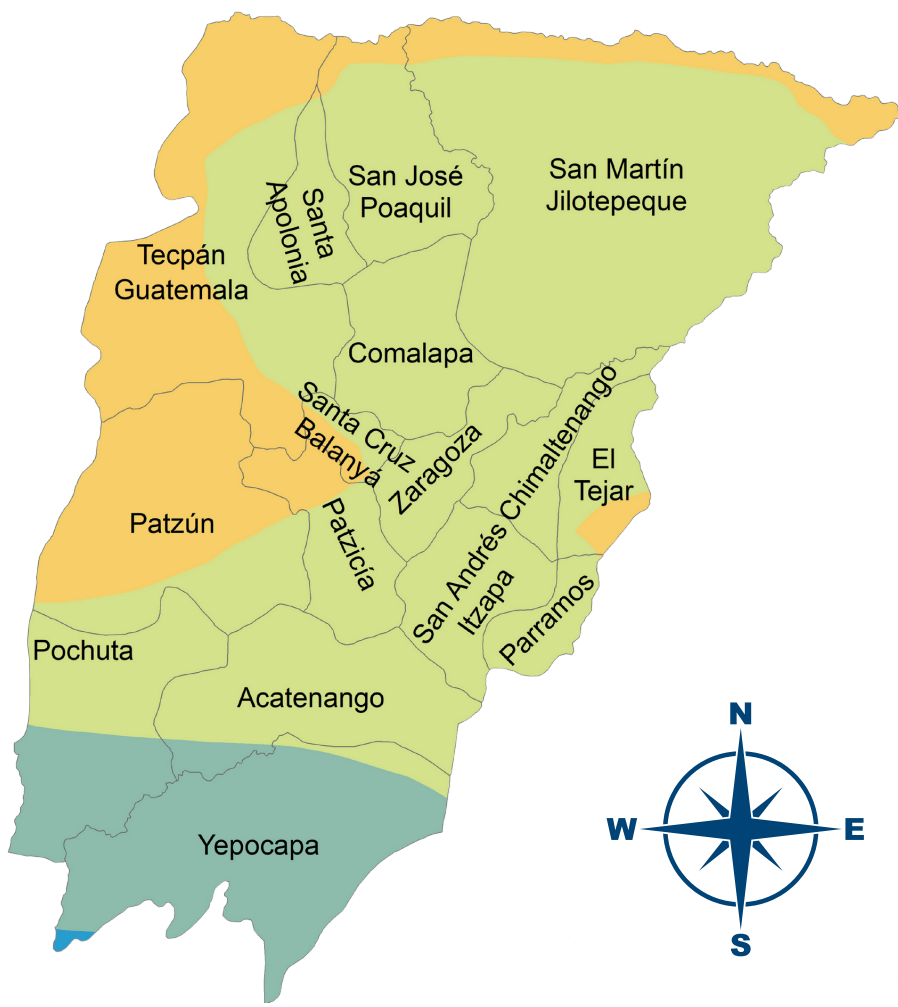 San José
Poaquil
San Martín
Jilotepeque
Santa
Apolonia
Tecpán
Guatemala
Comalapa
Santa Cruz
Balanyá
Zaragoza
Chimaltenango
El
Tejar
Patzún
Patzicía
San Andrés
Itzapa
Parramos
Pochuta
Acatenango
Yepocapa
N
W
E
S